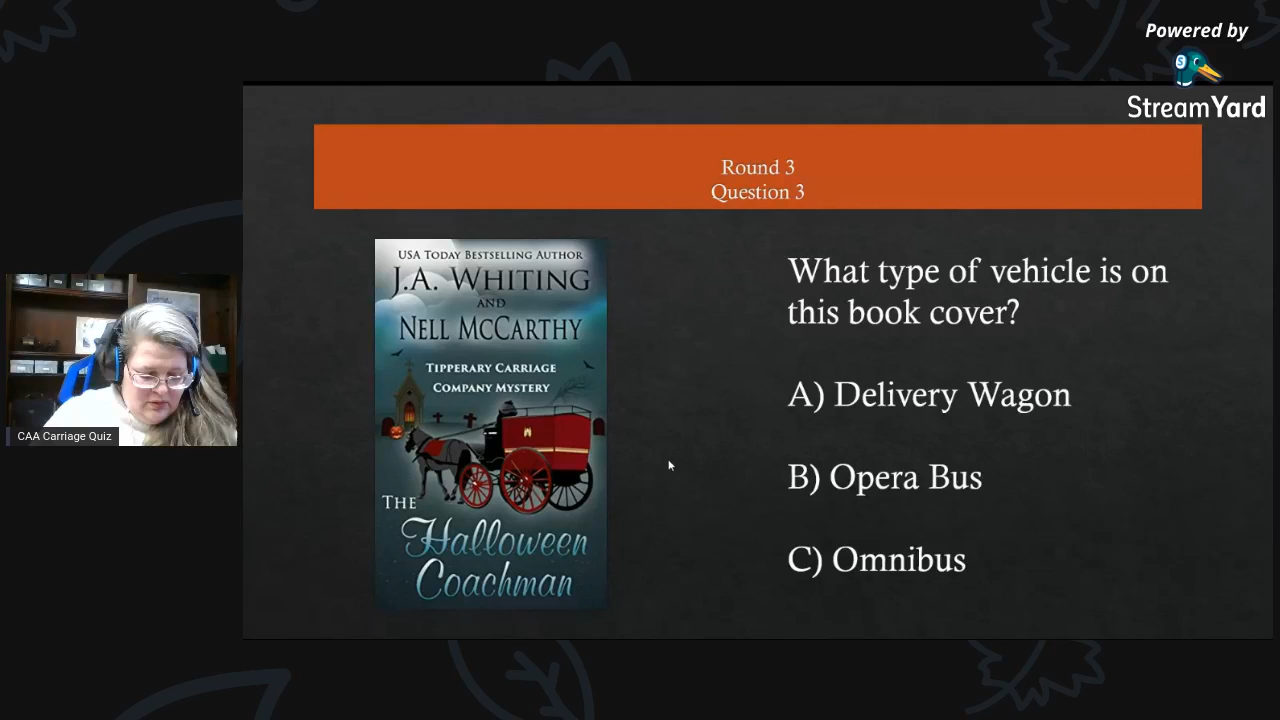 Powered by
StreamYard
Round 3
Question 3
USA TODAY BESTSELLING AUTHOR
J.A. WHITING
AND
NELL MCCARTHY
TIPPERARY CARRIAGE
COMPANY MYSTERY
THE
Halloween
Coachman
What type of vehicle is on
this book cover?
A) Delivery Wagon
B) Opera Bus
C) Omnibus
CAA Carriage Quiz